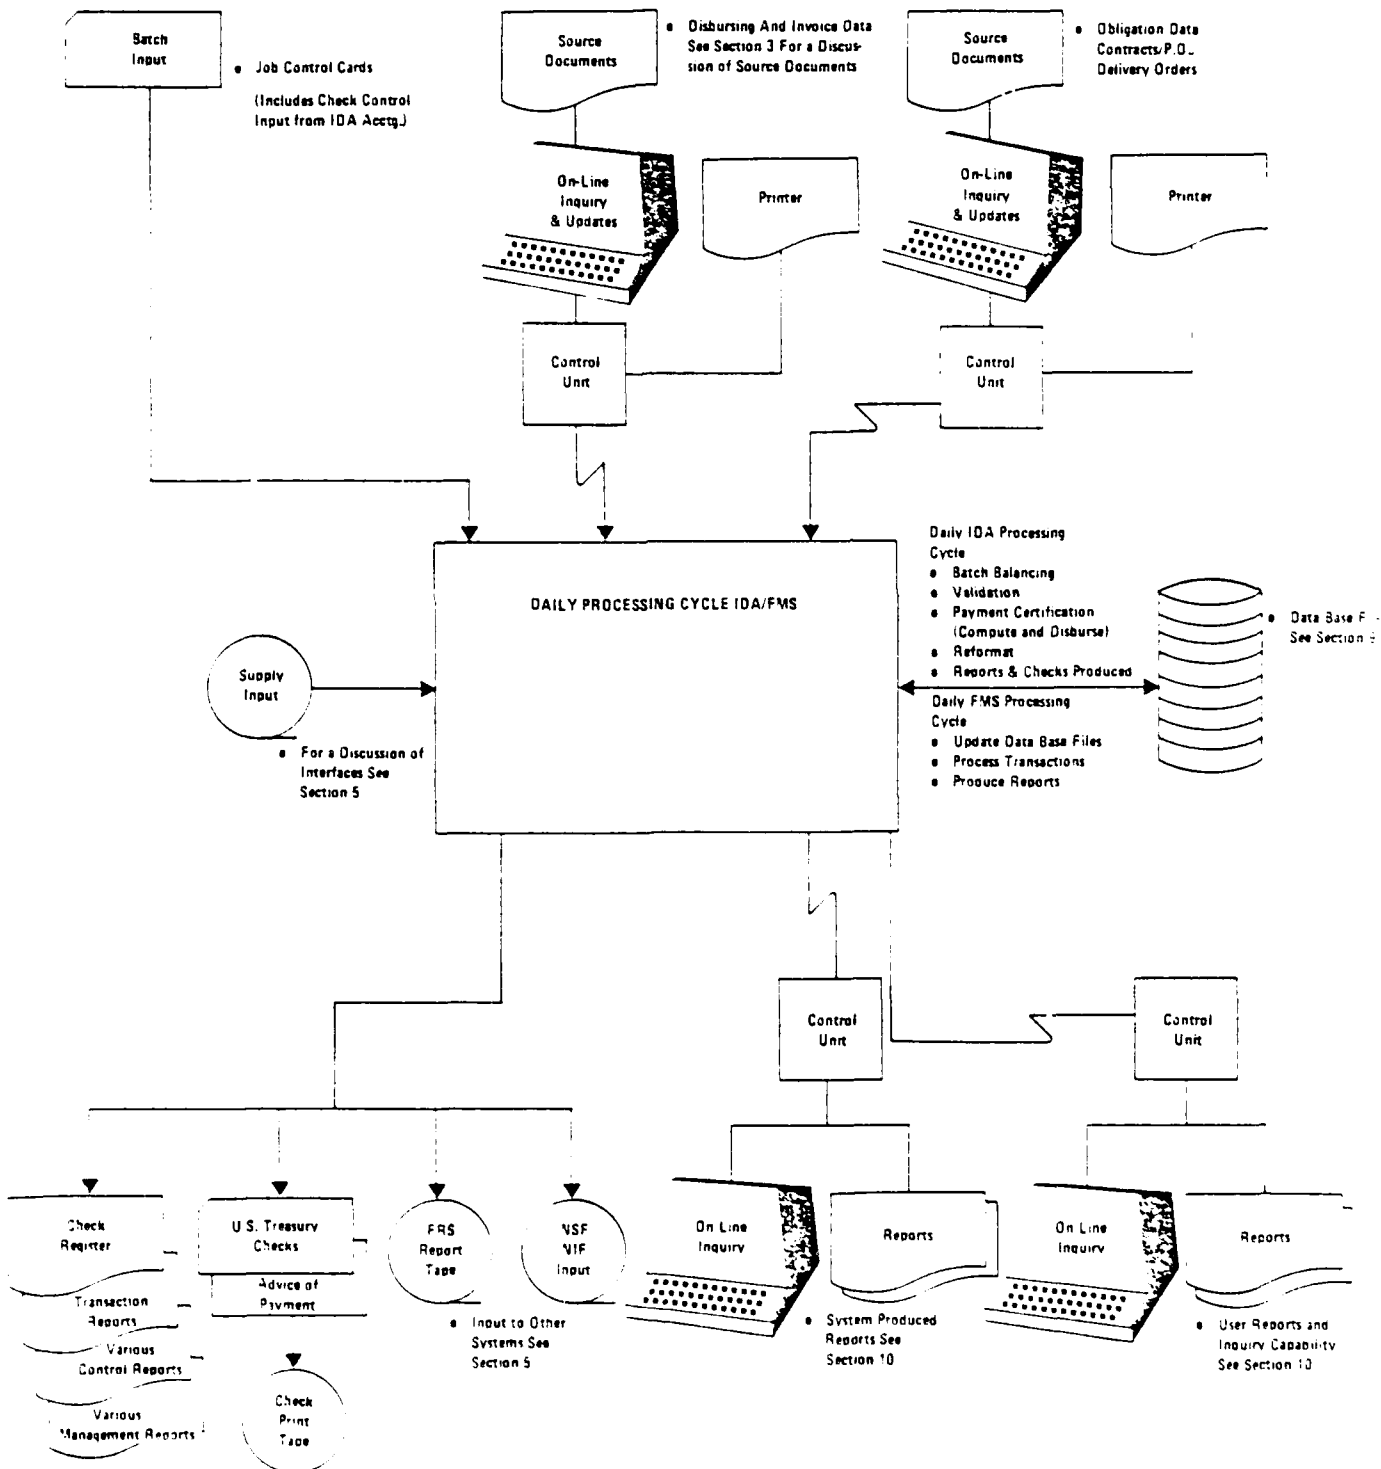 Batch
Input
• Job Control Cards
(Includes Check Control
Input from IDA Acctg.)
Source
Documents
• Disbursing And Invoice Data
See Section 3 For a Discus-
sion of Source Documents
Source
Documents
• Obligation Data
Contracts/P.O.,
Delivery Orders
On-Line
Inquiry
& Updates
Printer
On-Line
Inquiry
& Updates
Printer
Control
Unit
Control
Unit
DAILY PROCESSING CYCLE IDA/FMS
Daily IDA Processing
Cycle
• Batch Balancing
• Validation
• Payment Certification
(Compute and Disburse)
• Reformat
• Reports & Checks Produced
Daily FMS Processing
Cycle
• Update Data Base Files
• Process Transactions
• Produce Reports
• Data Base
See Section
Supply
Input
• For a Discussion of
Interfaces See
Section 5
Control
Unit
Control
Unit
Check
Register
Transaction
Reports
Various
Control Reports
Various
Management Reports
U.S. Treasury
Checks
Advice of
Payment
Check
Print
Tape
FRS
Report
Tape
NSF
NIF
Input
• Input to Other
Systems See
Section 5
On Line
Inquiry
Reports
• System Produced
Reports See
Section 10
On Line
Inquiry
Reports
• User Reports and
Inquiry Capability
See Section 10